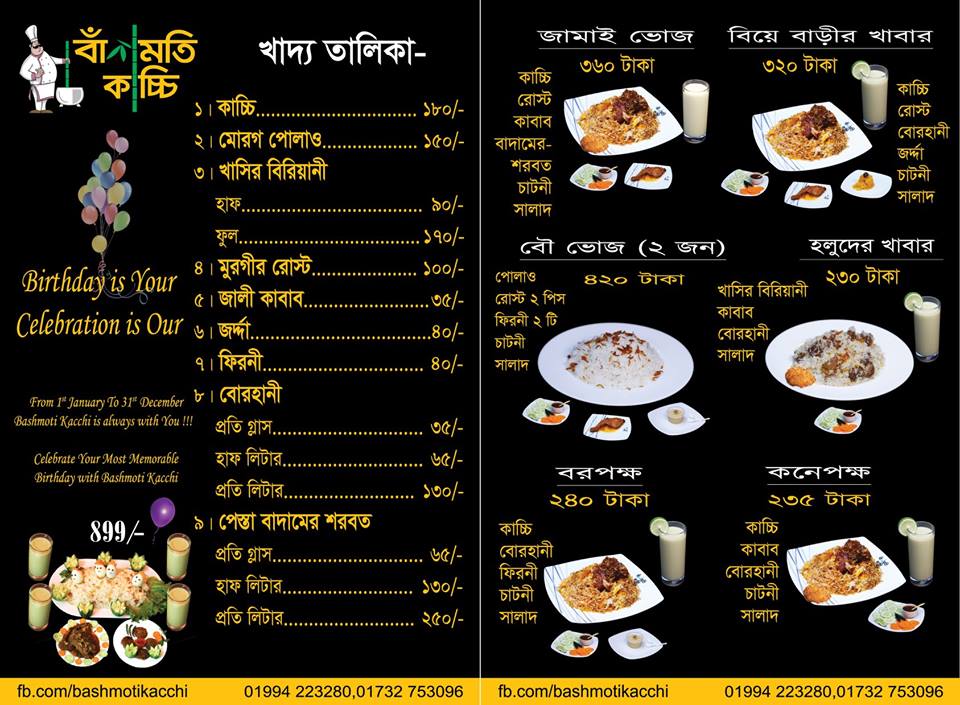 বাঁশমতি
কাচ্চি
খাদ্য তালিকা-
১। কাচ্চি................................ ১৮০/-
২। মোরগ পোলাও................... ১৫০/-
৩। খাসির বিরিয়ানী
হাফ.................................... ৯০/-
ফুল.................................... ১৭০/-
৪। মুরগীর রোস্ট..................... ১০০/-
৫। জালী কাবাব.........................৩৫/-
৬। জর্দ্দা....................................৪০/-
৭। ফিরনী................................ ৪০/-
৮। বোরহানী
প্রতি গ্লাস.............................. ৩৫/-
হাফ লিটার............................ ৬৫/-
প্রতি লিটার.......................... ১৩০/-
৯। পেস্তা বাদামের শরবত
প্রতি গ্লাস.............................. ৬৫/-
হাফ লিটার.......................... ১৩০/-
প্রতি লিটার.......................... ২৫০/-
Birthday is Your
Celebration is Our
From 1st January To 31st December
Bashmoti Kacchi is always with You !!!
Celebrate Your Most Memorable
Birthday with Bashmoti Kacchi
899/-
fb.com/bashmotikacchi 01994 223280,01732 753096
জামাই ভোজ
৩৬০ টাকা
কাচ্চি
রোস্ট
কাবাব
বাদামের-
শরবত
চাটনী
সালাদ
বিয়ে বাড়ীর খাবার
৩২০ টাকা
কাচ্চি
রোস্ট
বোরহানী
জর্দ্দা
চাটনী
সালাদ
বৌ ভোজ (২ জন)
৪২০ টাকা
পোলাও
রোস্ট ২ পিস
ফিরনী ২ টি
চাটনী
সালাদ
হলুদের খাবার
২৩০ টাকা
খাসির বিরিয়ানী
কাবাব
বোরহানী
সালাদ
বরপক্ষ
২৪০ টাকা
কাচ্চি
বোরহানী
ফিরনী
চাটনী
সালাদ
কনেপক্ষ
২৩৫ টাকা
কাচ্চি
কাবাব
বোরহানী
চাটনী
সালাদ
fb.com/bashmotikacchi 01994 223280,01732 753096